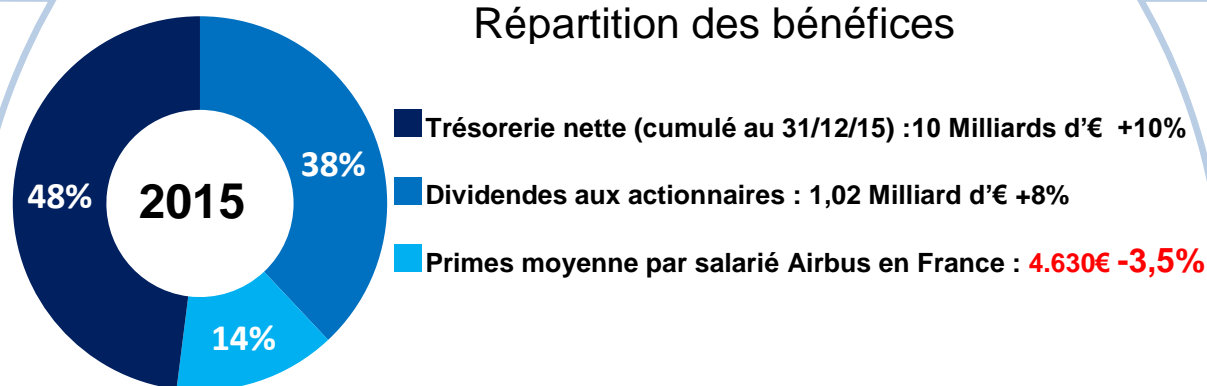 Répartition des bénéfices
Trésorerie nette (cumulé au 31/12/15) :10 Milliards d'€ +10%
38%
48%
2015
Dividendes aux actionnaires : 1,02 Milliard d'€ +8%
Primes moyenne par salarié Airbus en France : 4.630€ -3,5%
14%